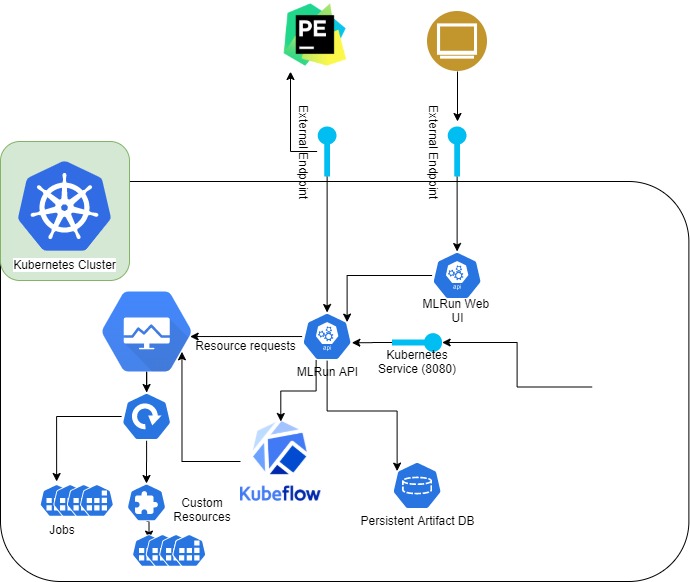 PE
External Endpoint
External Endpoint
Kubernetes Cluster
api
MLRun Web
UI
api
MLRun API
Resource requests
Kubernetes
Service (8080)
Kubeflow
Custom
Resources
Jobs
Persistent Artifact DB